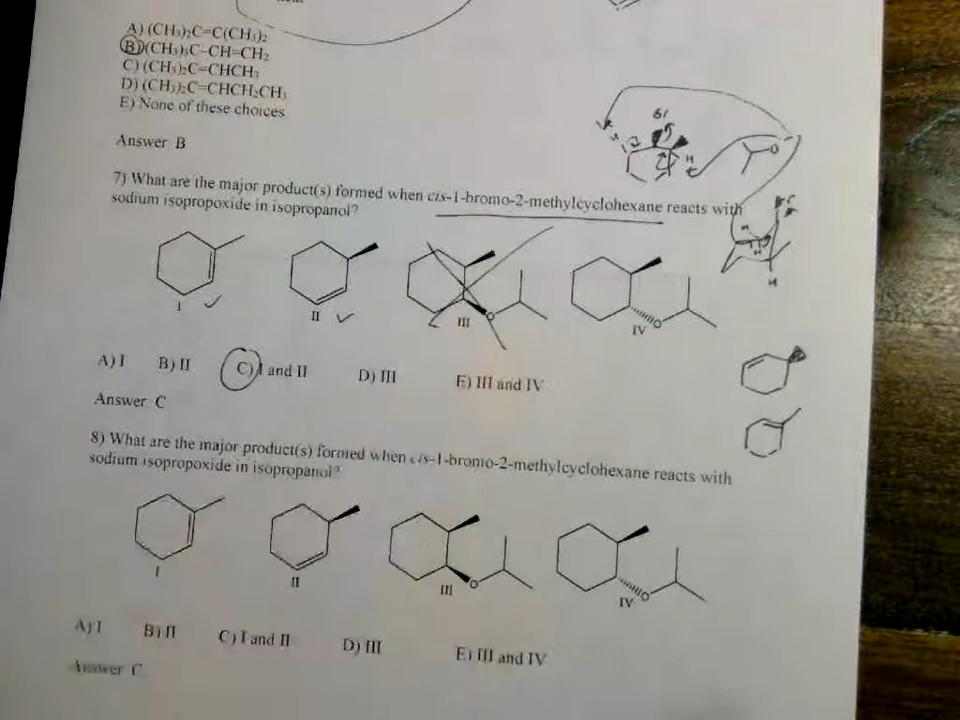 A) (CH₃)₂C=C(CH₃)₂
B) (CH₃)₃C-CH=CH₂
C) (CH₃)₂C=CHCH₃
D) (CH₃)₂C=CHCH₂CH₃
E) None of these choices
Answer B
Br
H
O
7) What are the major product(s) formed when cis-1-bromo-2-methylcyclohexane reacts with
sodium isopropoxide in isopropanol?
H
H
H
I
II
O
III
O
IV
A) I B) II C) I and II D) III E) III and IV
Answer C
8) What are the major product(s) formed when cis-1-bromo-2-methylcyclohexane reacts with
sodium isopropoxide in isopropanol?
I
II
O
III
O
IV
A) I B) II C) I and II D) III E) III and IV
Answer C